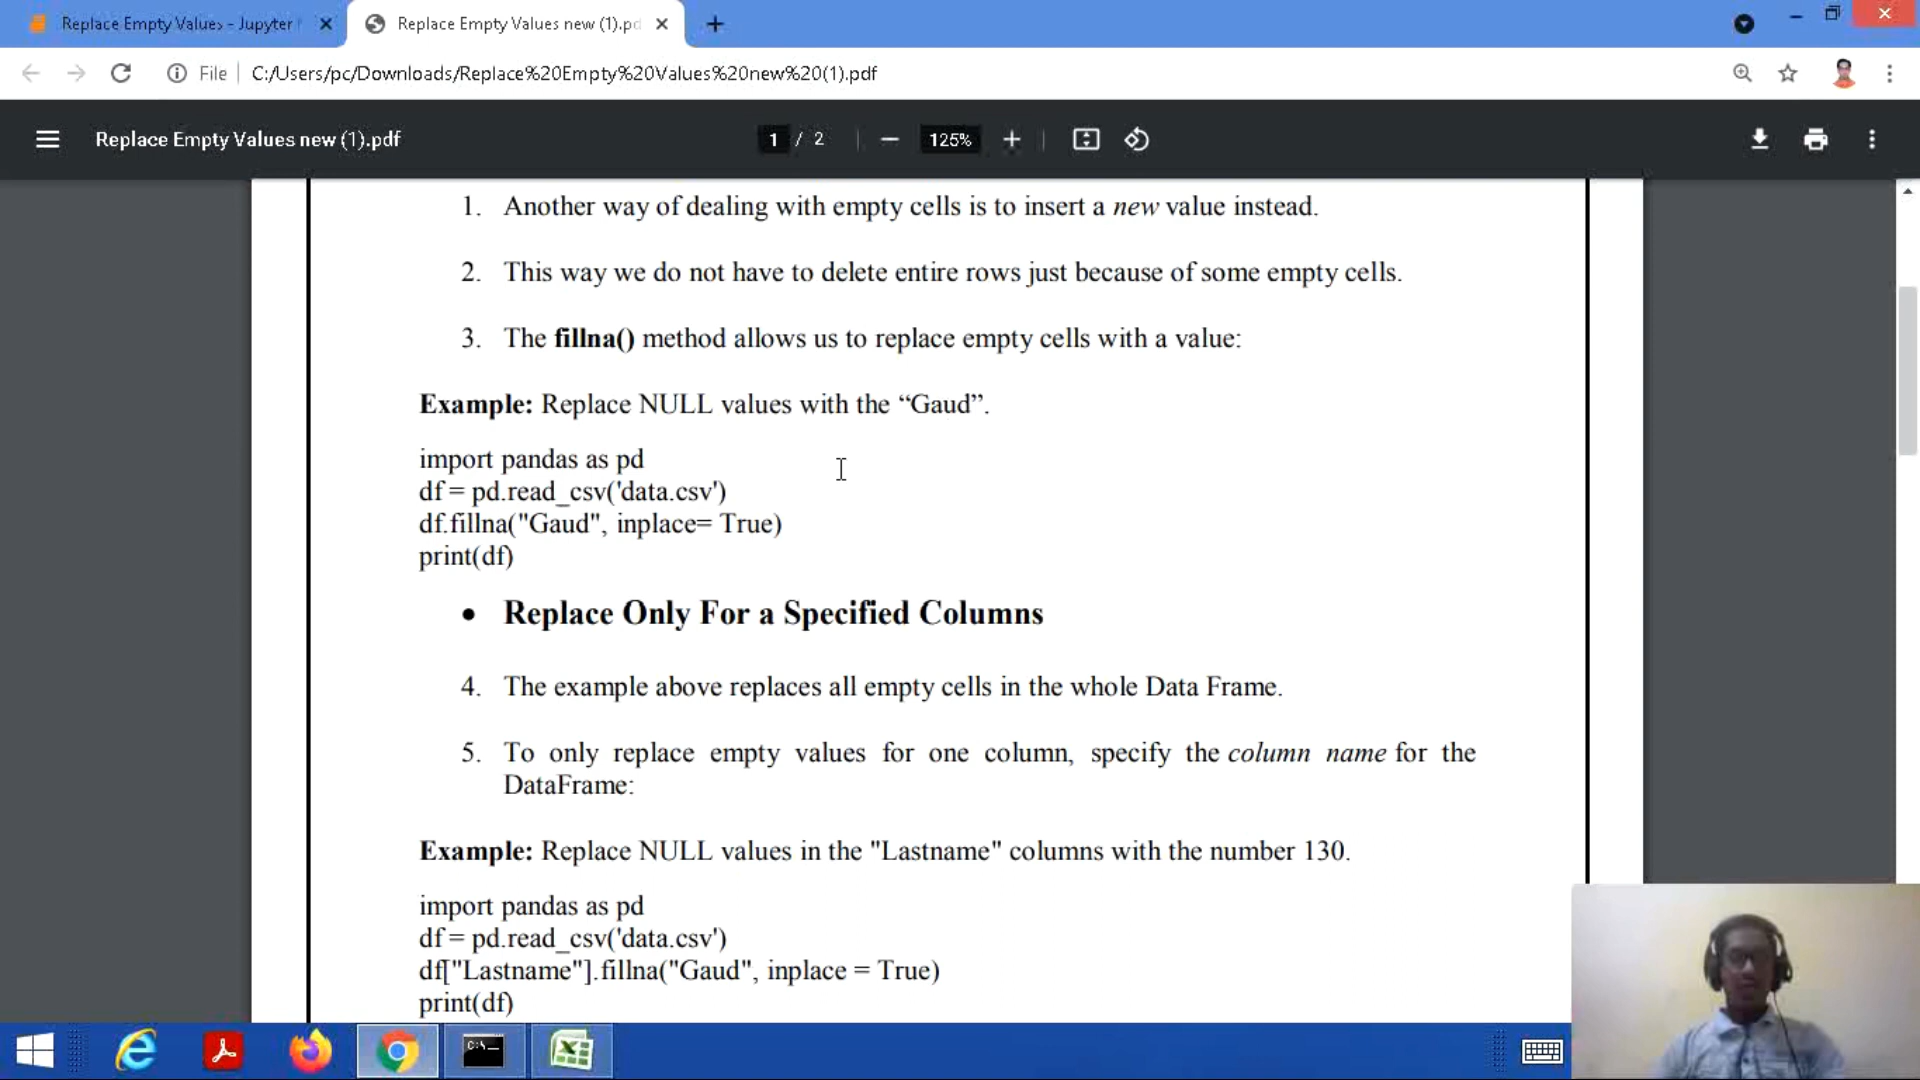 Replace Empty Values - Jupyter
Replace Empty Values new (1).pd
File
C:/Users/pc/Downloads/Replace%20Empty%20Values%20new%20(1).pdf
Replace Empty Values new (1).pdf
1 / 2
125%
1. Another way of dealing with empty cells is to insert a new value instead.
2. This way we do not have to delete entire rows just because of some empty cells.
3. The fillna() method allows us to replace empty cells with a value:
Example: Replace NULL values with the “Gaud”.
import pandas as pd
df = pd.read_csv('data.csv')
df.fillna("Gaud", inplace= True)
print(df)
• Replace Only For a Specified Columns
4. The example above replaces all empty cells in the whole Data Frame.
5. To only replace empty values for one column, specify the column name for the
DataFrame:
Example: Replace NULL values in the "Lastname" columns with the number 130.
import pandas as pd
df = pd.read_csv('data.csv')
df["Lastname"].fillna("Gaud", inplace = True)
print(df)